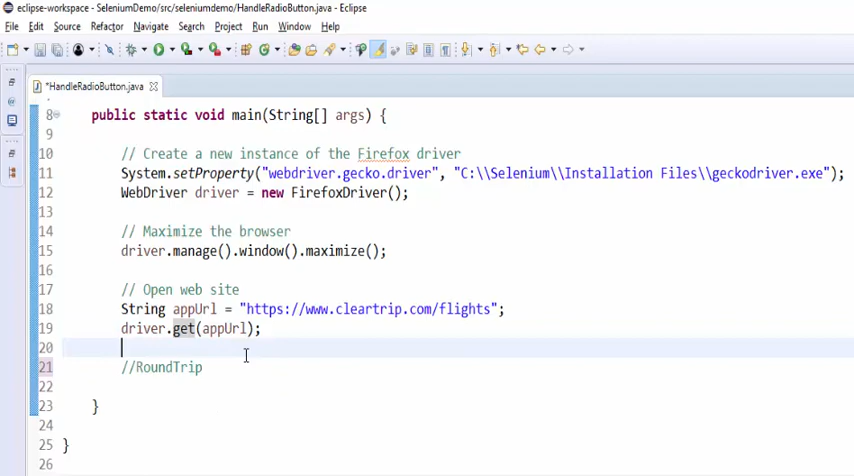 eclipse-workspace - SeleniumDemo/src/seleniumdemo/HandleRadioButton.java - Eclipse
File Edit Source Refactor Navigate Search Project Run Window Help
*HandleRadioButton.java
8 public static void main(String[] args) {
9
10 // Create a new instance of the Firefox driver
11 System.setProperty("webdriver.gecko.driver", "C:\\Selenium\\Installation Files\\geckodriver.exe");
12 WebDriver driver = new FirefoxDriver();
13
14 // Maximize the browser
15 driver.manage().window().maximize();
16
17 // Open web site
18 String appUrl = "https://www.cleartrip.com/flights";
19 driver.get(appUrl);
20
21 //RoundTrip
22
23 }
24
25 }
26